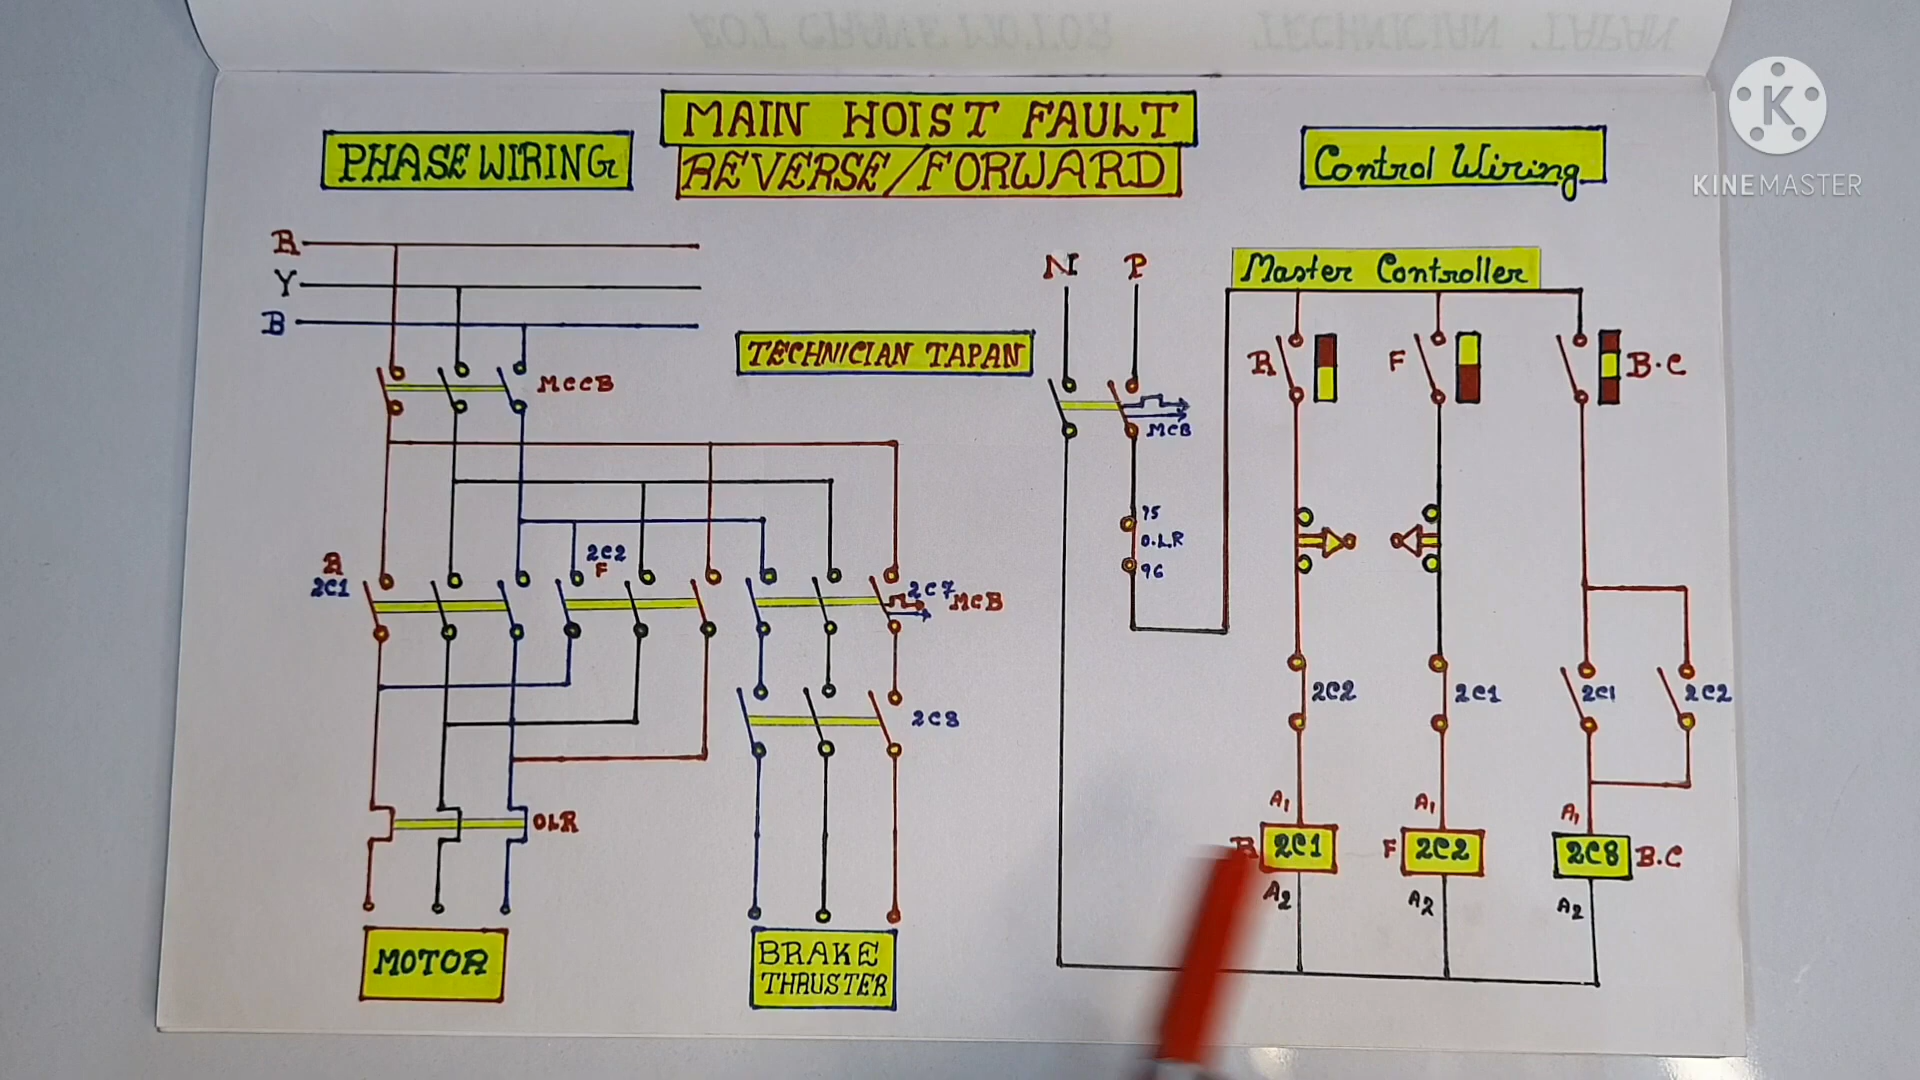 MAIN HOIST FAULT
REVERSE/FORWARD
PHASE WIRING
Control Wiring
KINEMASTER
K
R
Y
B
MCCB
TECHNICIAN TAPAN
N P
Master Controller
R
F
B.C
MCB
95
O.L.R
96
R
2C1
2C2
F
2C7
MCB
2C8
OLR
MOTOR
BRAKE
THRUSTER
2C2
2C1
2C1
2C2
A1
A1
A1
R 2C1
F 2C2
2C8 B.C
A2
A2
A2